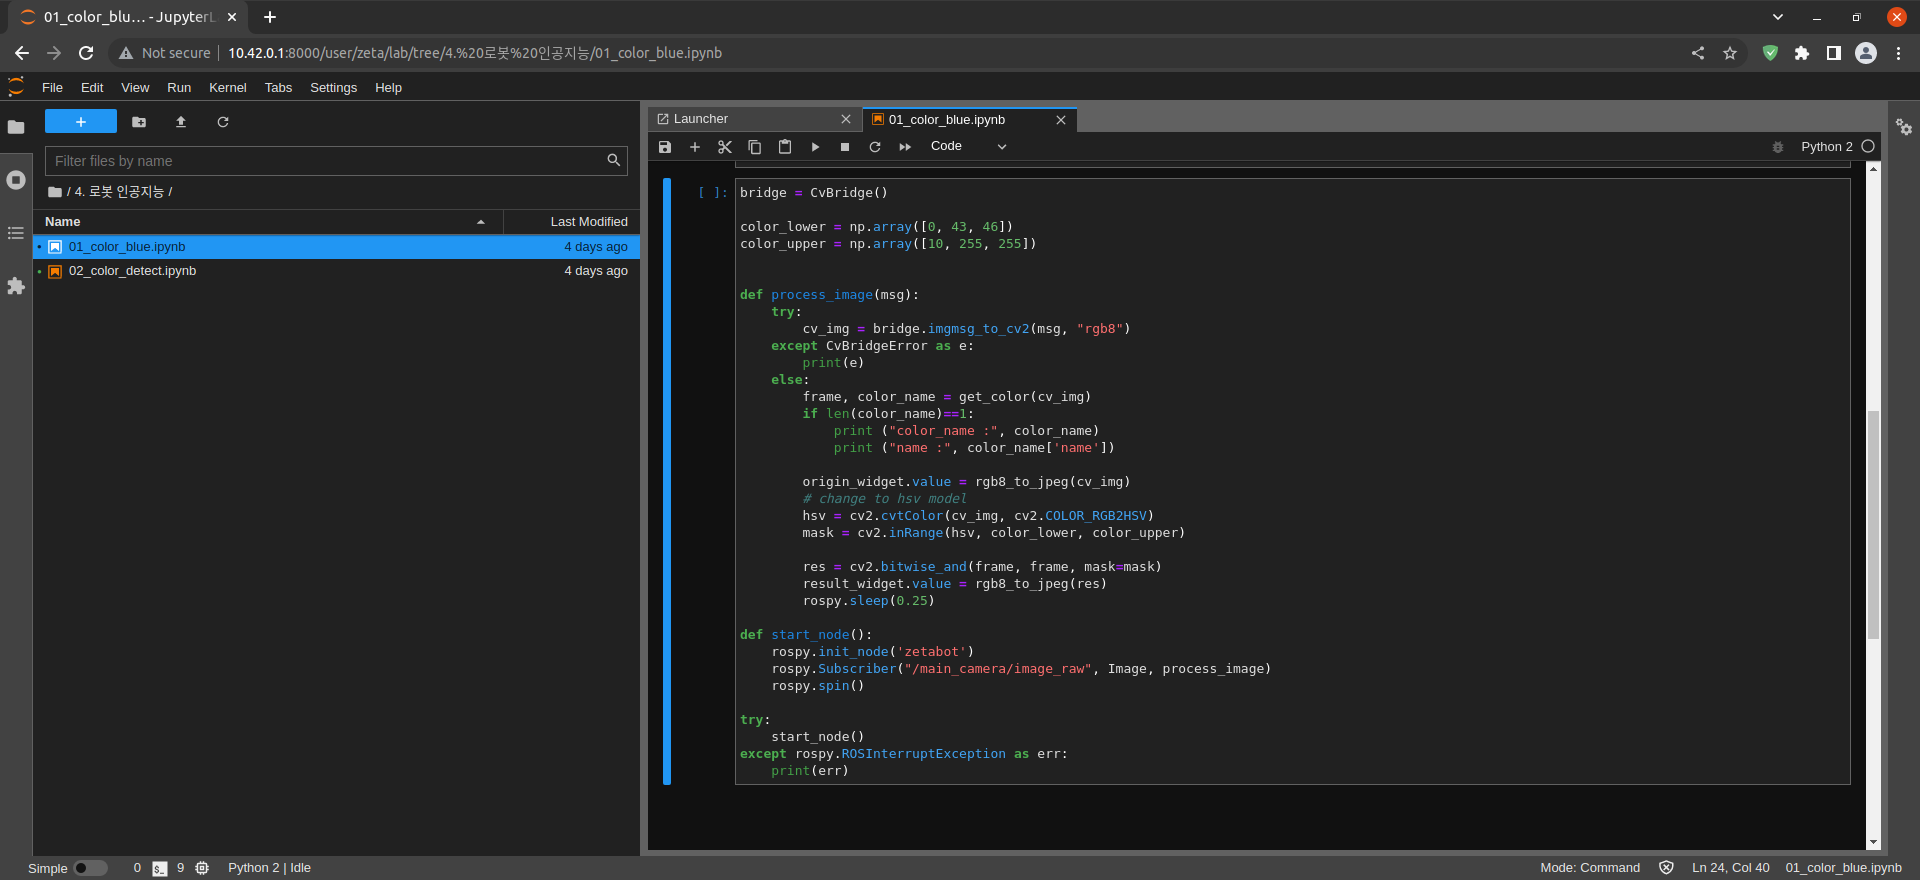 01_color_blu... - JupyterL
Not secure
10.42.0.1:8000/user/zeta/lab/tree/4.%20로봇%20인공지능/01_color_blue.ipynb
File Edit View Run Kernel Tabs Settings Help
Filter files by name
/ 4. 로봇 인공지능 /
Name Last Modified
01_color_blue.ipynb 4 days ago
02_color_detect.ipynb 4 days ago
Launcher
01_color_blue.ipynb
Code
Python 2
[ ]:
bridge = CvBridge()
color_lower = np.array([0, 43, 46])
color_upper = np.array([10, 255, 255])
def process_image(msg):
    try:
        cv_img = bridge.imgmsg_to_cv2(msg, "rgb8")
    except CvBridgeError as e:
        print(e)
    else:
        frame, color_name = get_color(cv_img)
        if len(color_name)==1:
            print ("color_name :", color_name)
            print ("name :", color_name['name'])
        origin_widget.value = rgb8_to_jpeg(cv_img)
        # change to hsv model
        hsv = cv2.cvtColor(cv_img, cv2.COLOR_RGB2HSV)
        mask = cv2.inRange(hsv, color_lower, color_upper)
        res = cv2.bitwise_and(frame, frame, mask=mask)
        result_widget.value = rgb8_to_jpeg(res)
        rospy.sleep(0.25)
def start_node():
    rospy.init_node('zetabot')
    rospy.Subscriber("/main_camera/image_raw", Image, process_image)
    rospy.spin()
try:
    start_node()
except rospy.ROSInterruptException as err:
    print(err)
Simple 0 9 Python 2 | Idle
Mode: Command Ln 24, Col 40 01_color_blue.ipynb